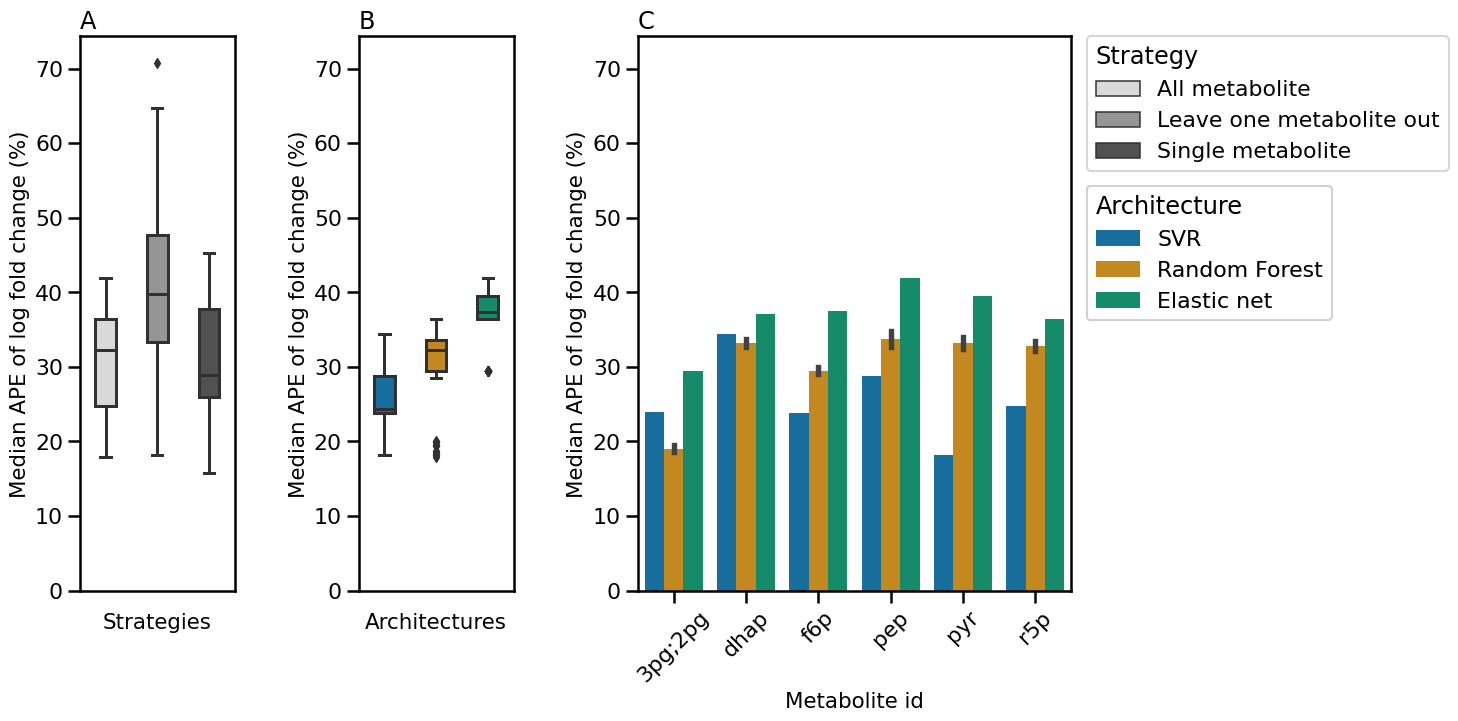 A
Median APE of log fold change (%)
70
60
50
40
30
20
10
0
Strategies
B
Median APE of log fold change (%)
70
60
50
40
30
20
10
0
Architectures
C
Median APE of log fold change (%)
70
60
50
40
30
20
10
0
3pg;2pg
dhap
f6p
pep
pyr
r5p
Metabolite id
Strategy
All metabolite
Leave one metabolite out
Single metabolite
Architecture
SVR
Random Forest
Elastic net